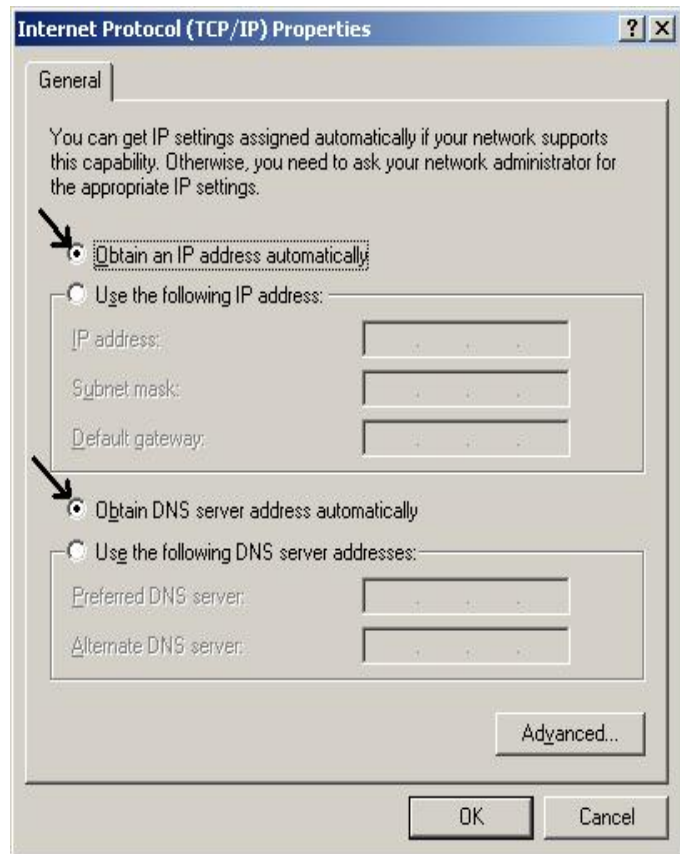 Internet Protocol (TCP/IP) Properties
General
You can get IP settings assigned automatically if your network supports
this capability. Otherwise, you need to ask your network administrator for
the appropriate IP settings.
Obtain an IP address automatically
Use the following IP address:
IP address:
Subnet mask:
Default gateway:
Obtain DNS server address automatically
Use the following DNS server addresses:
Preferred DNS server:
Alternate DNS server:
Advanced...
OK Cancel